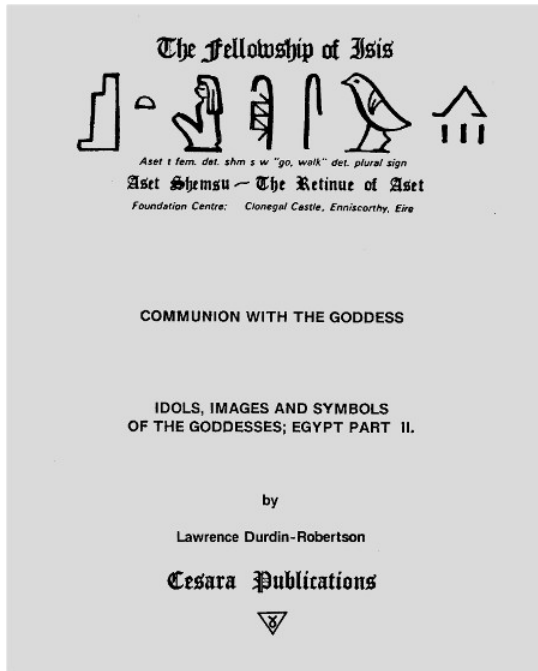 The Fellowship of Isis
Aset t fem. det. shm s w "go, walk" det. plural sign
Aset Shemsu ~ The Retinue of Aset
Foundation Centre: Clonegal Castle, Enniscorthy, Eire
COMMUNION WITH THE GODDESS
IDOLS, IMAGES AND SYMBOLS
OF THE GODDESSES; EGYPT PART II.
by
Lawrence Durdin-Robertson
Cesara Publications